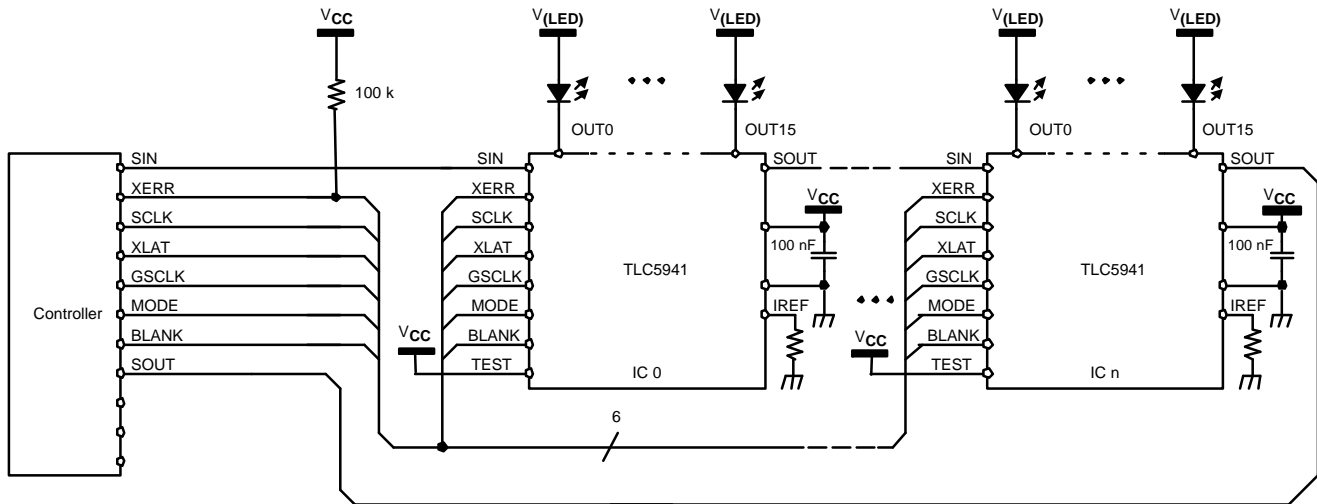 VCC
V(LED)
V(LED)
V(LED)
V(LED)
100 k
OUT0
OUT15
OUT0
OUT15
Controller
SIN
XERR
SCLK
XLAT
GSCLK
MODE
BLANK
SOUT
SIN
XERR
SCLK
XLAT
GSCLK
MODE
BLANK
TEST
VCC
TLC5941
IC 0
SOUT
VCC
100 nF
IREF
SIN
XERR
SCLK
XLAT
GSCLK
MODE
BLANK
TEST
VCC
TLC5941
IC n
SOUT
VCC
100 nF
IREF
6